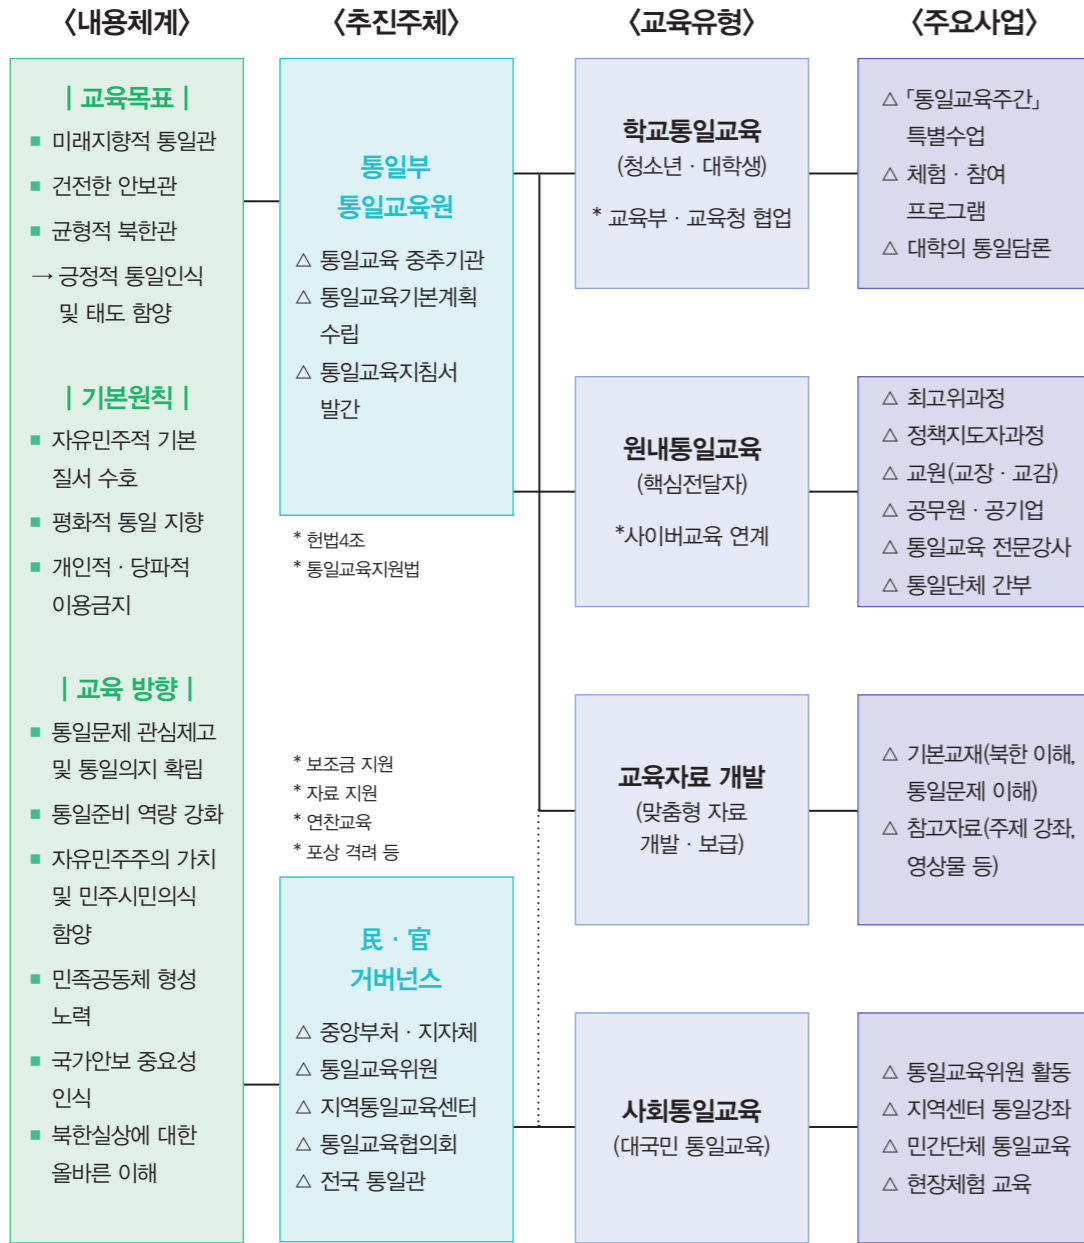 〈내용체계〉
〈추진주체〉
〈교육유형〉
〈주요사업〉
| 교육목표 |
■ 미래지향적 통일관
■ 건전한 안보관
■ 균형적 북한관
→ 긍정적 통일인식
및 태도 함양
| 기본원칙 |
■ 자유민주적 기본
질서 수호
■ 평화적 통일 지향
■ 개인적 · 당파적
이용금지
| 교육 방향 |
■ 통일문제 관심제고
및 통일의지 확립
■ 통일준비 역량 강화
■ 자유민주주의 가치
및 민주시민의식
함양
■ 민족공동체 형성
노력
■ 국가안보 중요성
인식
■ 북한실상에 대한
올바른 이해
통일부
통일교육원
△ 통일교육 중추기관
△ 통일교육기본계획
수립
△ 통일교육지침서
발간
* 헌법4조
* 통일교육지원법
* 보조금 지원
* 자료 지원
* 연찬교육
* 포상 격려 등
民 · 官
거버넌스
△ 중앙부처 · 지자체
△ 통일교육위원
△ 지역통일교육센터
△ 통일교육협의회
△ 전국 통일관
학교통일교육
(청소년 · 대학생)
* 교육부 · 교육청 협업
원내통일교육
(핵심전달자)
*사이버교육 연계
교육자료 개발
(맞춤형 자료
개발 · 보급)
사회통일교육
(대국민 통일교육)
△ 「통일교육주간」
특별수업
△ 체험 · 참여
프로그램
△ 대학의 통일담론
△ 최고위과정
△ 정책지도자과정
△ 교원(교장 · 교감)
△ 공무원 · 공기업
△ 통일교육 전문강사
△ 통일단체 간부
△ 기본교재(북한 이해,
통일문제 이해)
△ 참고자료(주제 강좌,
영상물 등)
△ 통일교육위원 활동
△ 지역센터 통일강좌
△ 민간단체 통일교육
△ 현장체험 교육